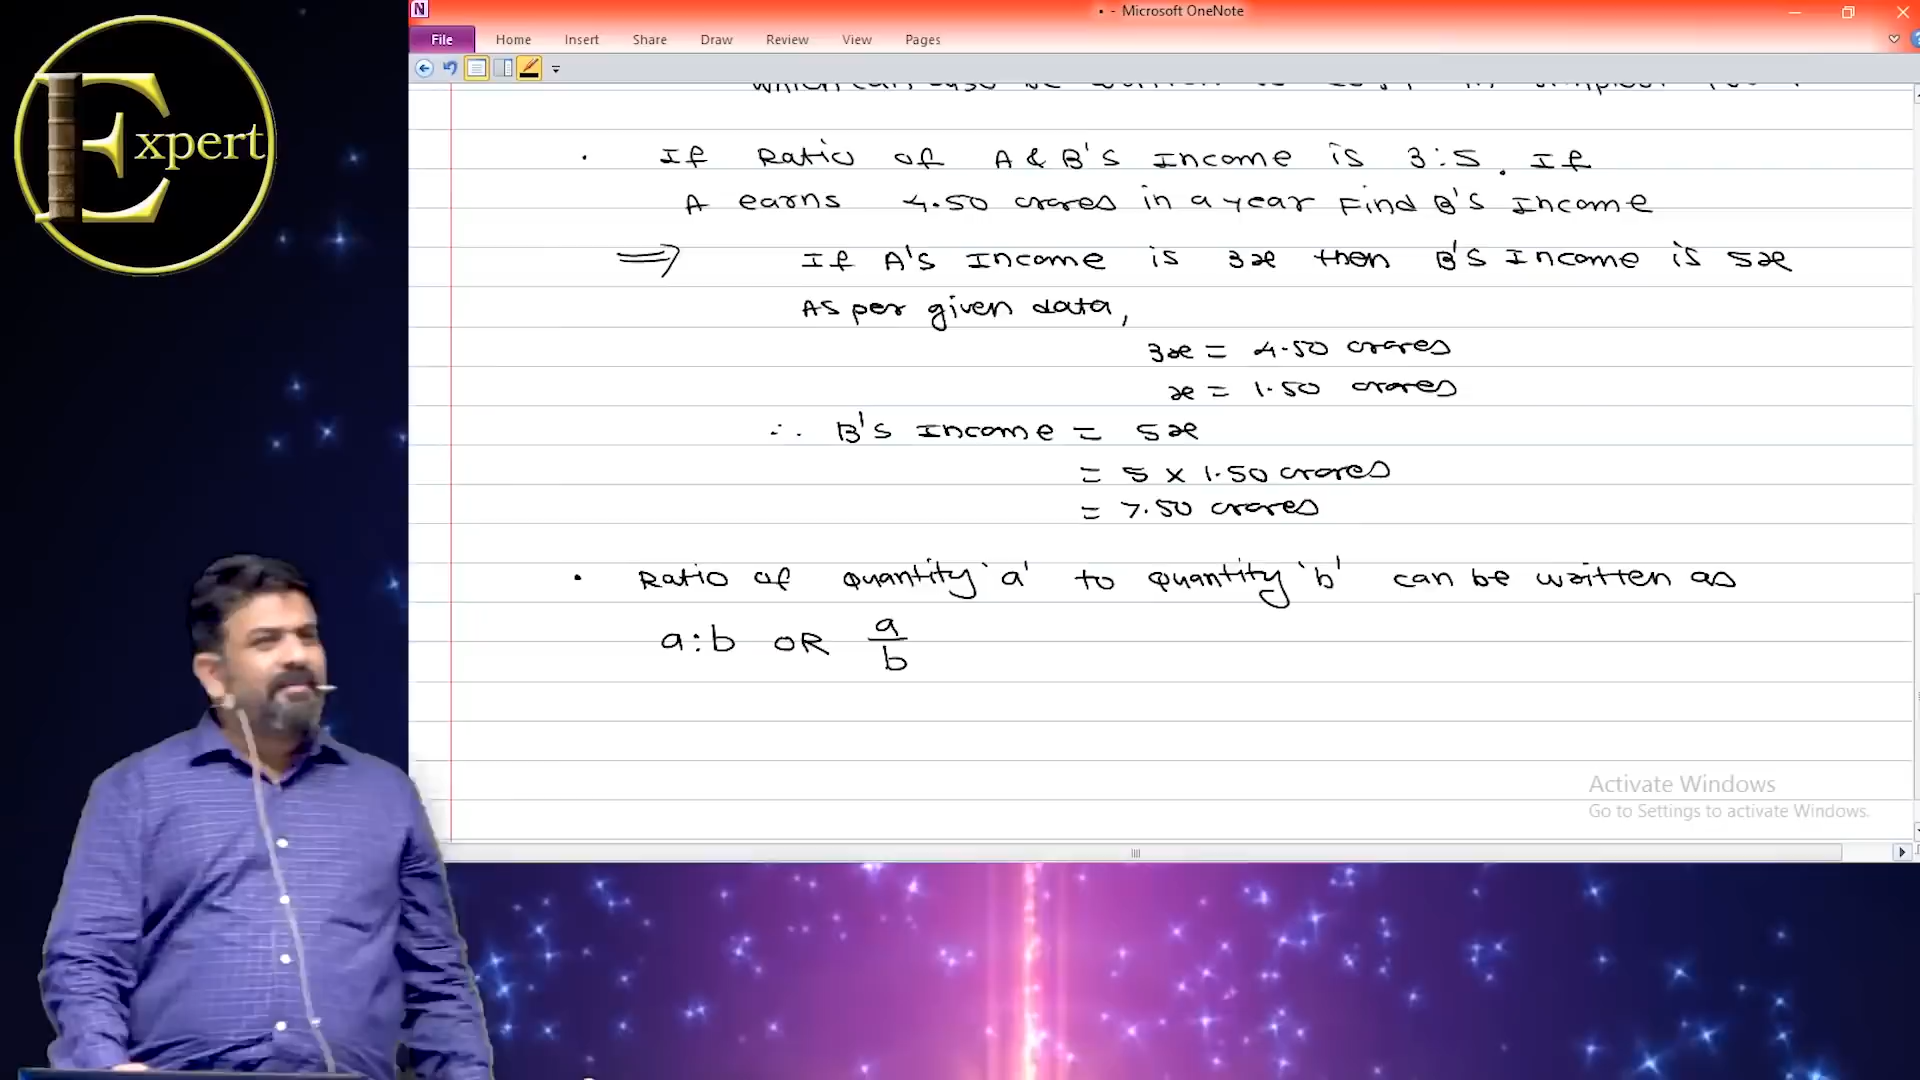 Expert
Microsoft OneNote
File Home Insert Share Draw Review View Pages
· If Ratio of A & B's Income is 3:5. If
A earns 4.50 crores in a year Find B's Income
⇒ If A's Income is 3x then B's Income is 5x
As per given data,
3x = 4.50 crores
x = 1.50 crores
∴ B's Income = 5x
= 5 × 1.50 crores
= 7.50 crores
· Ratio of quantity 'a' to quantity 'b' can be written as
a:b OR a/b
Activate Windows
Go to Settings to activate Windows.